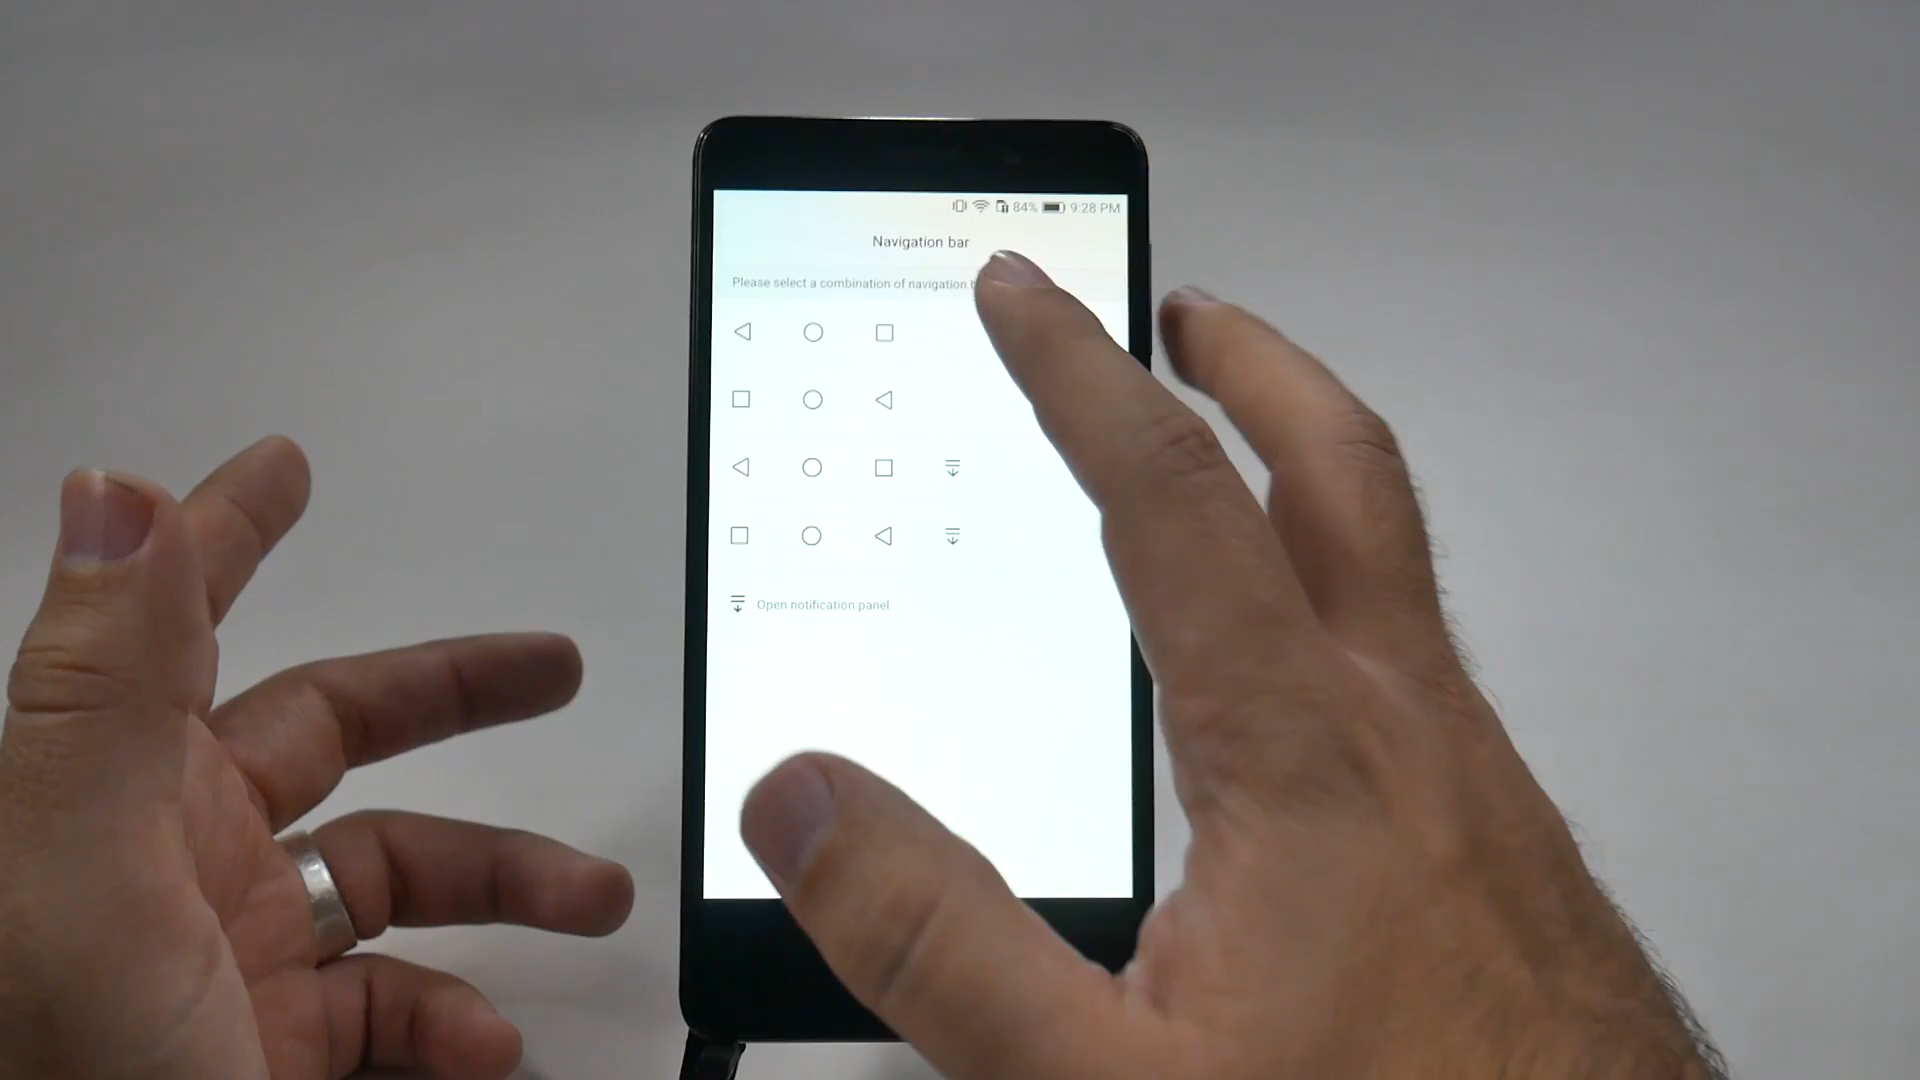 84% 9:28 PM
Navigation bar
Please select a combination of navigation
Open notification panel